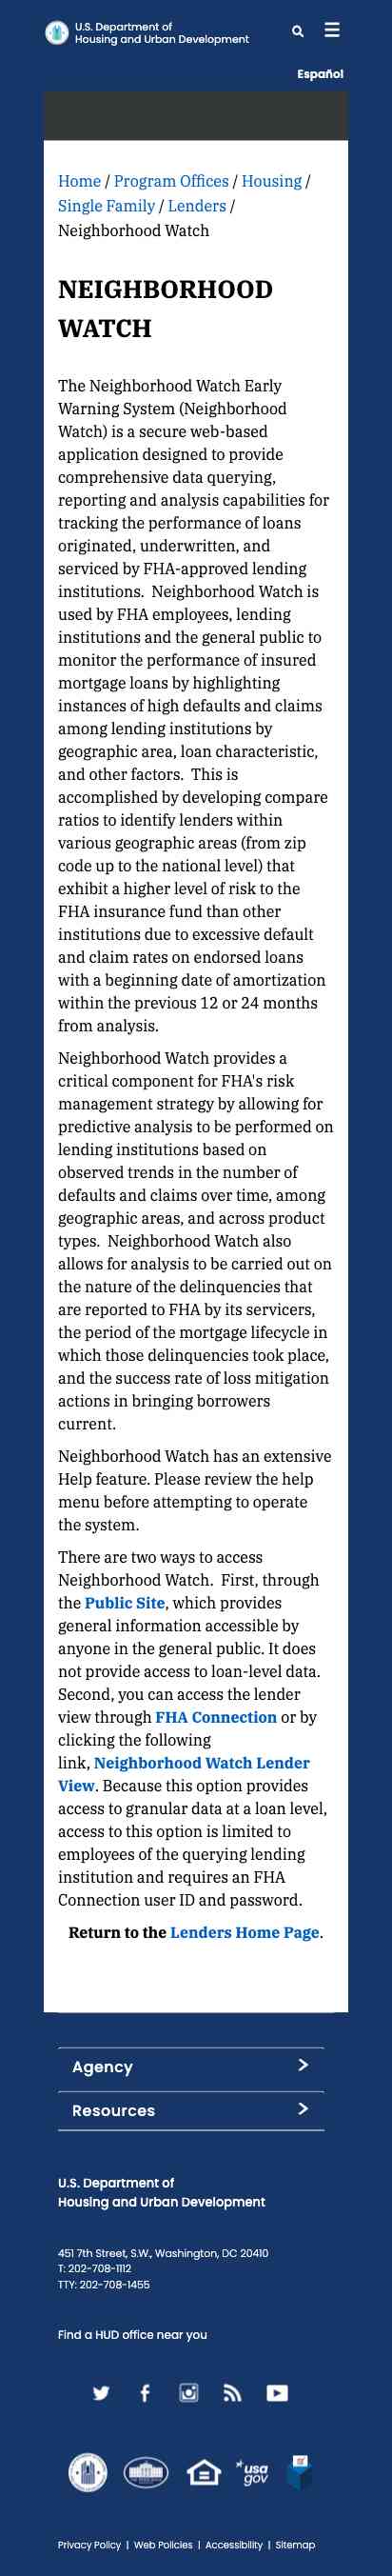 U.S. Department of
Housing and Urban Development
Español
Home / Program Offices / Housing /
Single Family / Lenders /
Neighborhood Watch
NEIGHBORHOOD
WATCH
The Neighborhood Watch Early
Warning System (Neighborhood
Watch) is a secure web-based
application designed to provide
comprehensive data querying,
reporting and analysis capabilities for
tracking the performance of loans
originated, underwritten, and
serviced by FHA-approved lending
institutions.  Neighborhood Watch is
used by FHA employees, lending
institutions and the general public to
monitor the performance of insured
mortgage loans by highlighting
instances of high defaults and claims
among lending institutions by
geographic area, loan characteristic,
and other factors.  This is
accomplished by developing compare
ratios to identify lenders within
various geographic areas (from zip
code up to the national level) that
exhibit a higher level of risk to the
FHA insurance fund than other
institutions due to excessive default
and claim rates on endorsed loans
with a beginning date of amortization
within the previous 12 or 24 months
from analysis.
Neighborhood Watch provides a
critical component for FHA's risk
management strategy by allowing for
predictive analysis to be performed on
lending institutions based on
observed trends in the number of
defaults and claims over time, among
geographic areas, and across product
types.  Neighborhood Watch also
allows for analysis to be carried out on
the nature of the delinquencies that
are reported to FHA by its servicers,
the period of the mortgage lifecycle in
which those delinquencies took place,
and the success rate of loss mitigation
actions in bringing borrowers
current.
Neighborhood Watch has an extensive
Help feature. Please review the help
menu before attempting to operate
the system.
There are two ways to access
Neighborhood Watch.  First, through
the Public Site, which provides
general information accessible by
anyone in the general public. It does
not provide access to loan-level data.
Second, you can access the lender
view through FHA Connection or by
clicking the following
link, Neighborhood Watch Lender
View. Because this option provides
access to granular data at a loan level,
access to this option is limited to
employees of the querying lending
institution and requires an FHA
Connection user ID and password.
Return to the Lenders Home Page.
Agency
Resources
U.S. Department of
Housing and Urban Development
451 7th Street, S.W., Washington, DC 20410
T: 202-708-1112
TTY: 202-708-1455
Find a HUD office near you
usa
gov
Privacy Policy | Web Policies | Accessibility | Sitemap